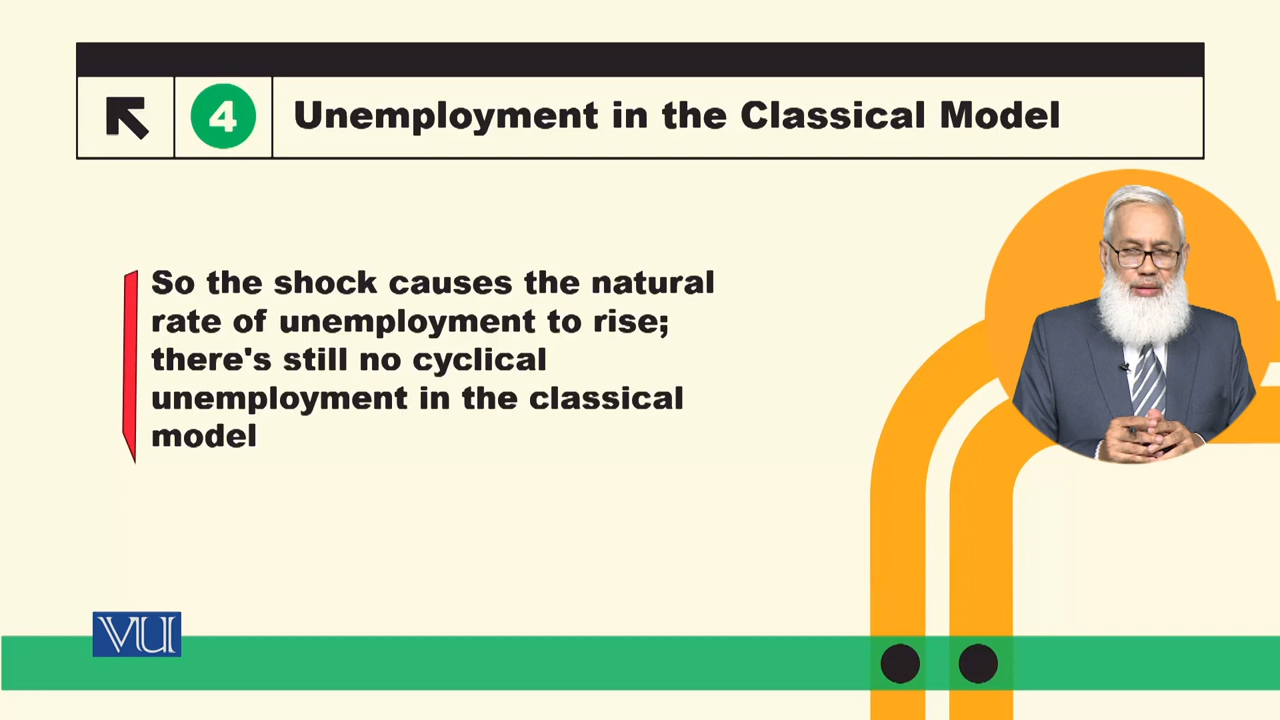 4
Unemployment in the Classical Model
So the shock causes the natural
rate of unemployment to rise;
there's still no cyclical
unemployment in the classical
model
VU